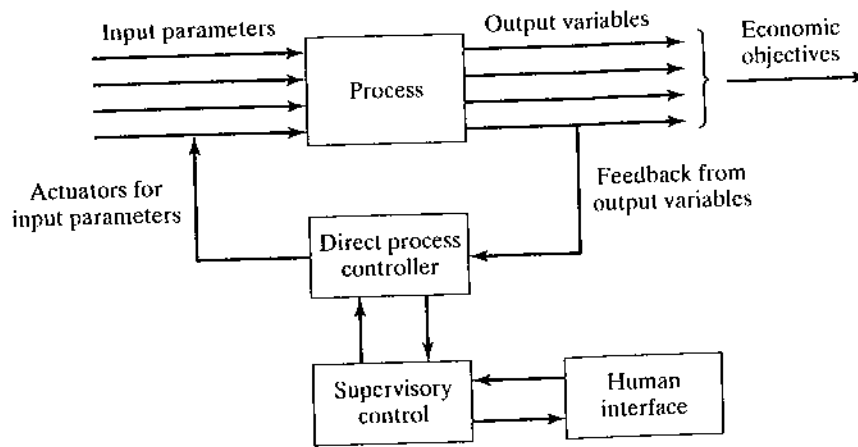 Input parameters
Output variables
Economic
objectives
Process
Actuators for
input parameters
Feedback from
output variables
Direct process
controller
Supervisory
control
Human
interface